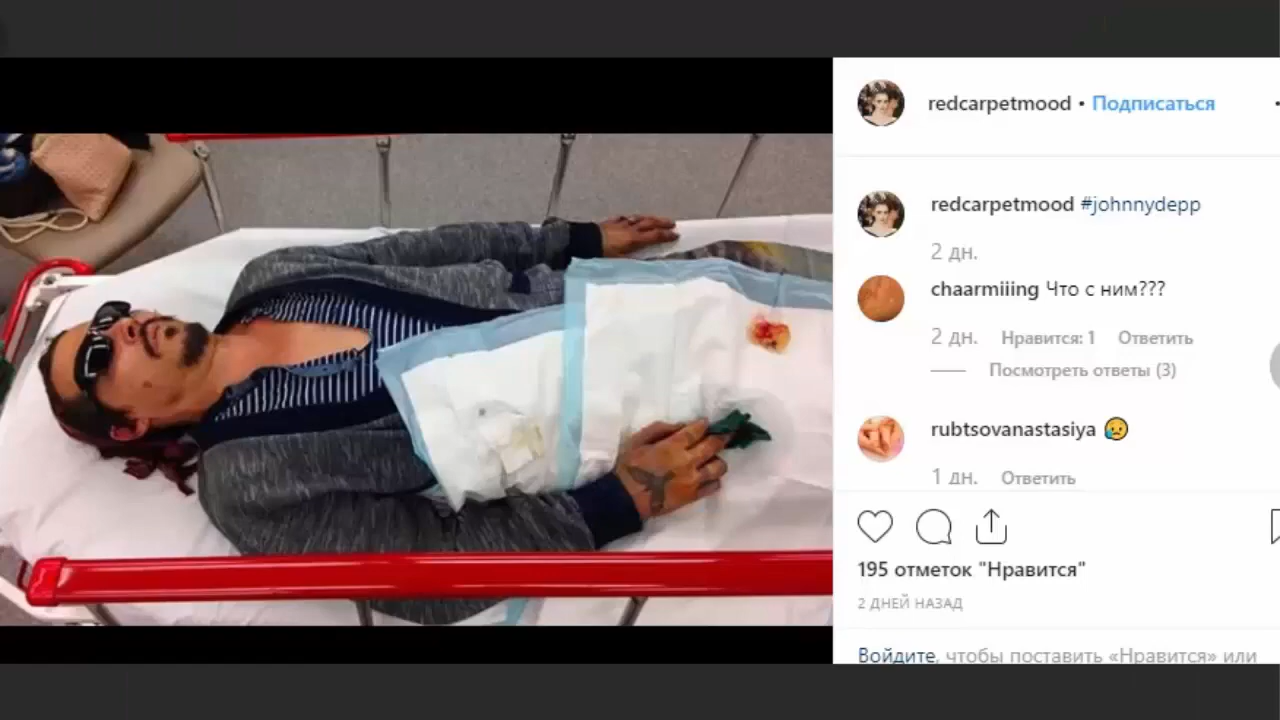 redcarpetmood • Подписаться
redcarpetmood #johnnydepp
2 дн.
chaarmiiing Что с ним???
2 дн. Нравится: 1 Ответить
Посмотреть ответы (3)
rubtsovanastasiya 😥
1 дн. Ответить
195 отметок "Нравится"
2 ДНЕЙ НАЗАД
Войдите, чтобы поставить «Нравится» или